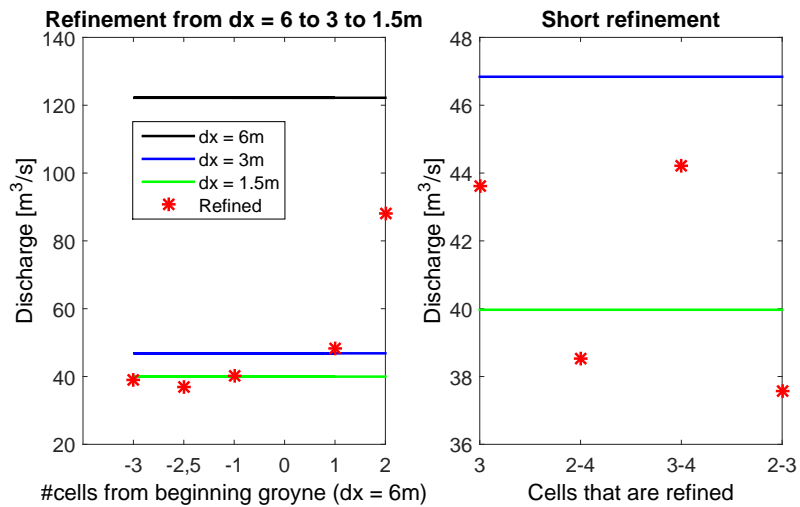 Refinement from dx = 6 to 3 to 1.5m
140
120
100
80
60
40
20
Discharge [m³/s]
dx = 6m
dx = 3m
dx = 1.5m
Refined
-3
-2,5
-1
0
1
2
#cells from beginning groyne (dx = 6m)
Short refinement
48
46
44
42
40
38
36
Discharge [m³/s]
3
2-4
3-4
2-3
Cells that are refined